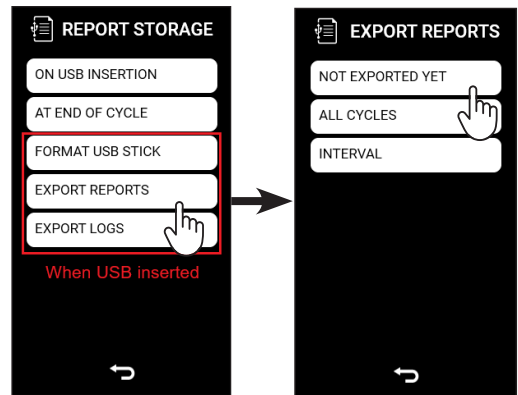 REPORT STORAGE
ON USB INSERTION
AT END OF CYCLE
FORMAT USB STICK
EXPORT REPORTS
EXPORT LOGS
When USB inserted
EXPORT REPORTS
NOT EXPORTED YET
ALL CYCLES
INTERVAL